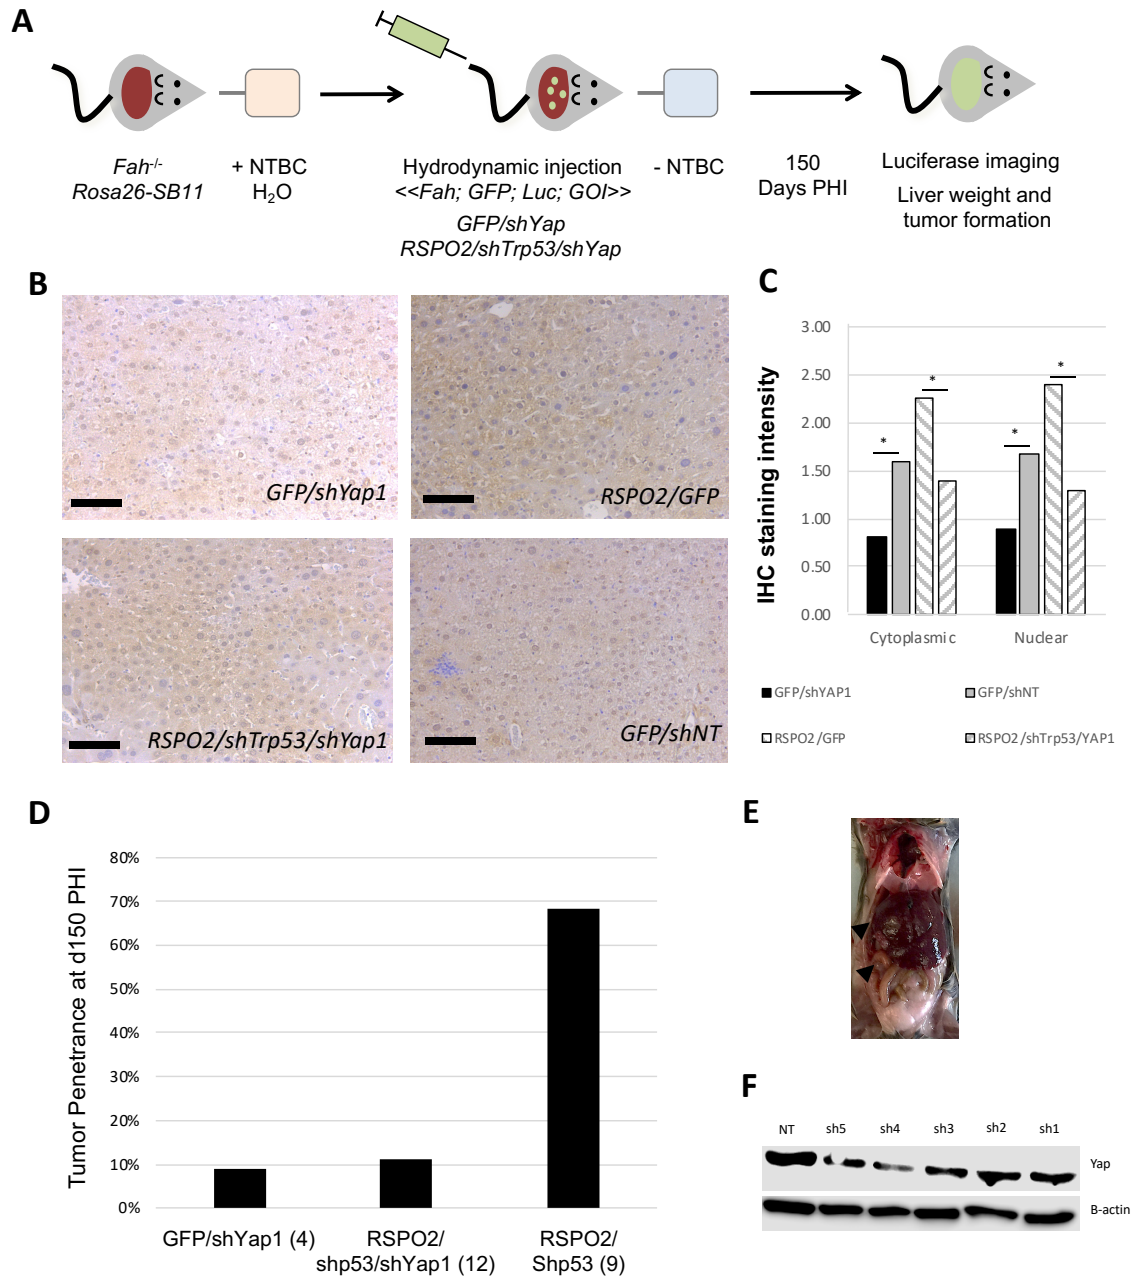 A
Fah-/-
Rosa26-SB11
+ NTBC
H2O
Hydrodynamic injection
<<Fah; GFP; Luc; GOI>>
GFP/shYap
RSPO2/shTrp53/shYap
- NTBC
150
Days PHI
Luciferase imaging
Liver weight and
tumor formation
B
GFP/shYap1
RSPO2/GFP
RSPO2/shTrp53/shYap1
GFP/shNT
C
IHC staining intensity
3.00
2.50
2.00
1.50
1.00
0.50
0.00
*
*
*
*
Cytoplasmic
Nuclear
GFP/shYAP1
GFP/shNT
RSPO2/GFP
RSPO2/shTrp53/YAP1
D
Tumor Penetrance at d150 PHI
80%
70%
60%
50%
40%
30%
20%
10%
0%
GFP/shYap1 (4)
RSPO2/
shp53/shYap1 (12)
RSPO2/
Shp53 (9)
E
F
NT
sh5
sh4
sh3
sh2
sh1
Yap
B-actin